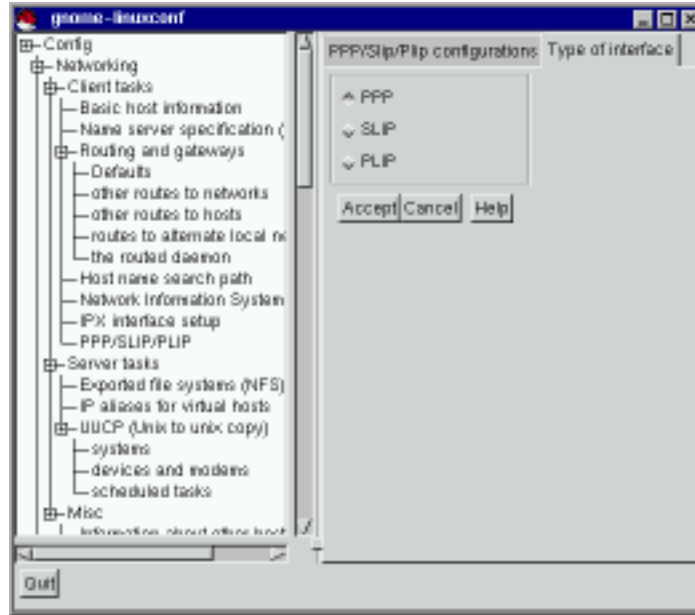 gnome-linuxconf
Config
Networking
Client tasks
Basic host information
Name server specification (
Routing and gateways
Defaults
other routes to networks
other routes to hosts
routes to alternate local ne
the routed daemon
Host name search path
Network Information System
IPX interface setup
PPP/SLIP/PLIP
Server tasks
Exported file systems (NFS)
IP aliases for virtual hosts
UUCP (Unix to unix copy)
systems
devices and modems
scheduled tasks
Misc
Information about other host
PPP/Slip/Plip configurations
Type of interface
PPP
SLIP
PLIP
Accept Cancel Help
Quit